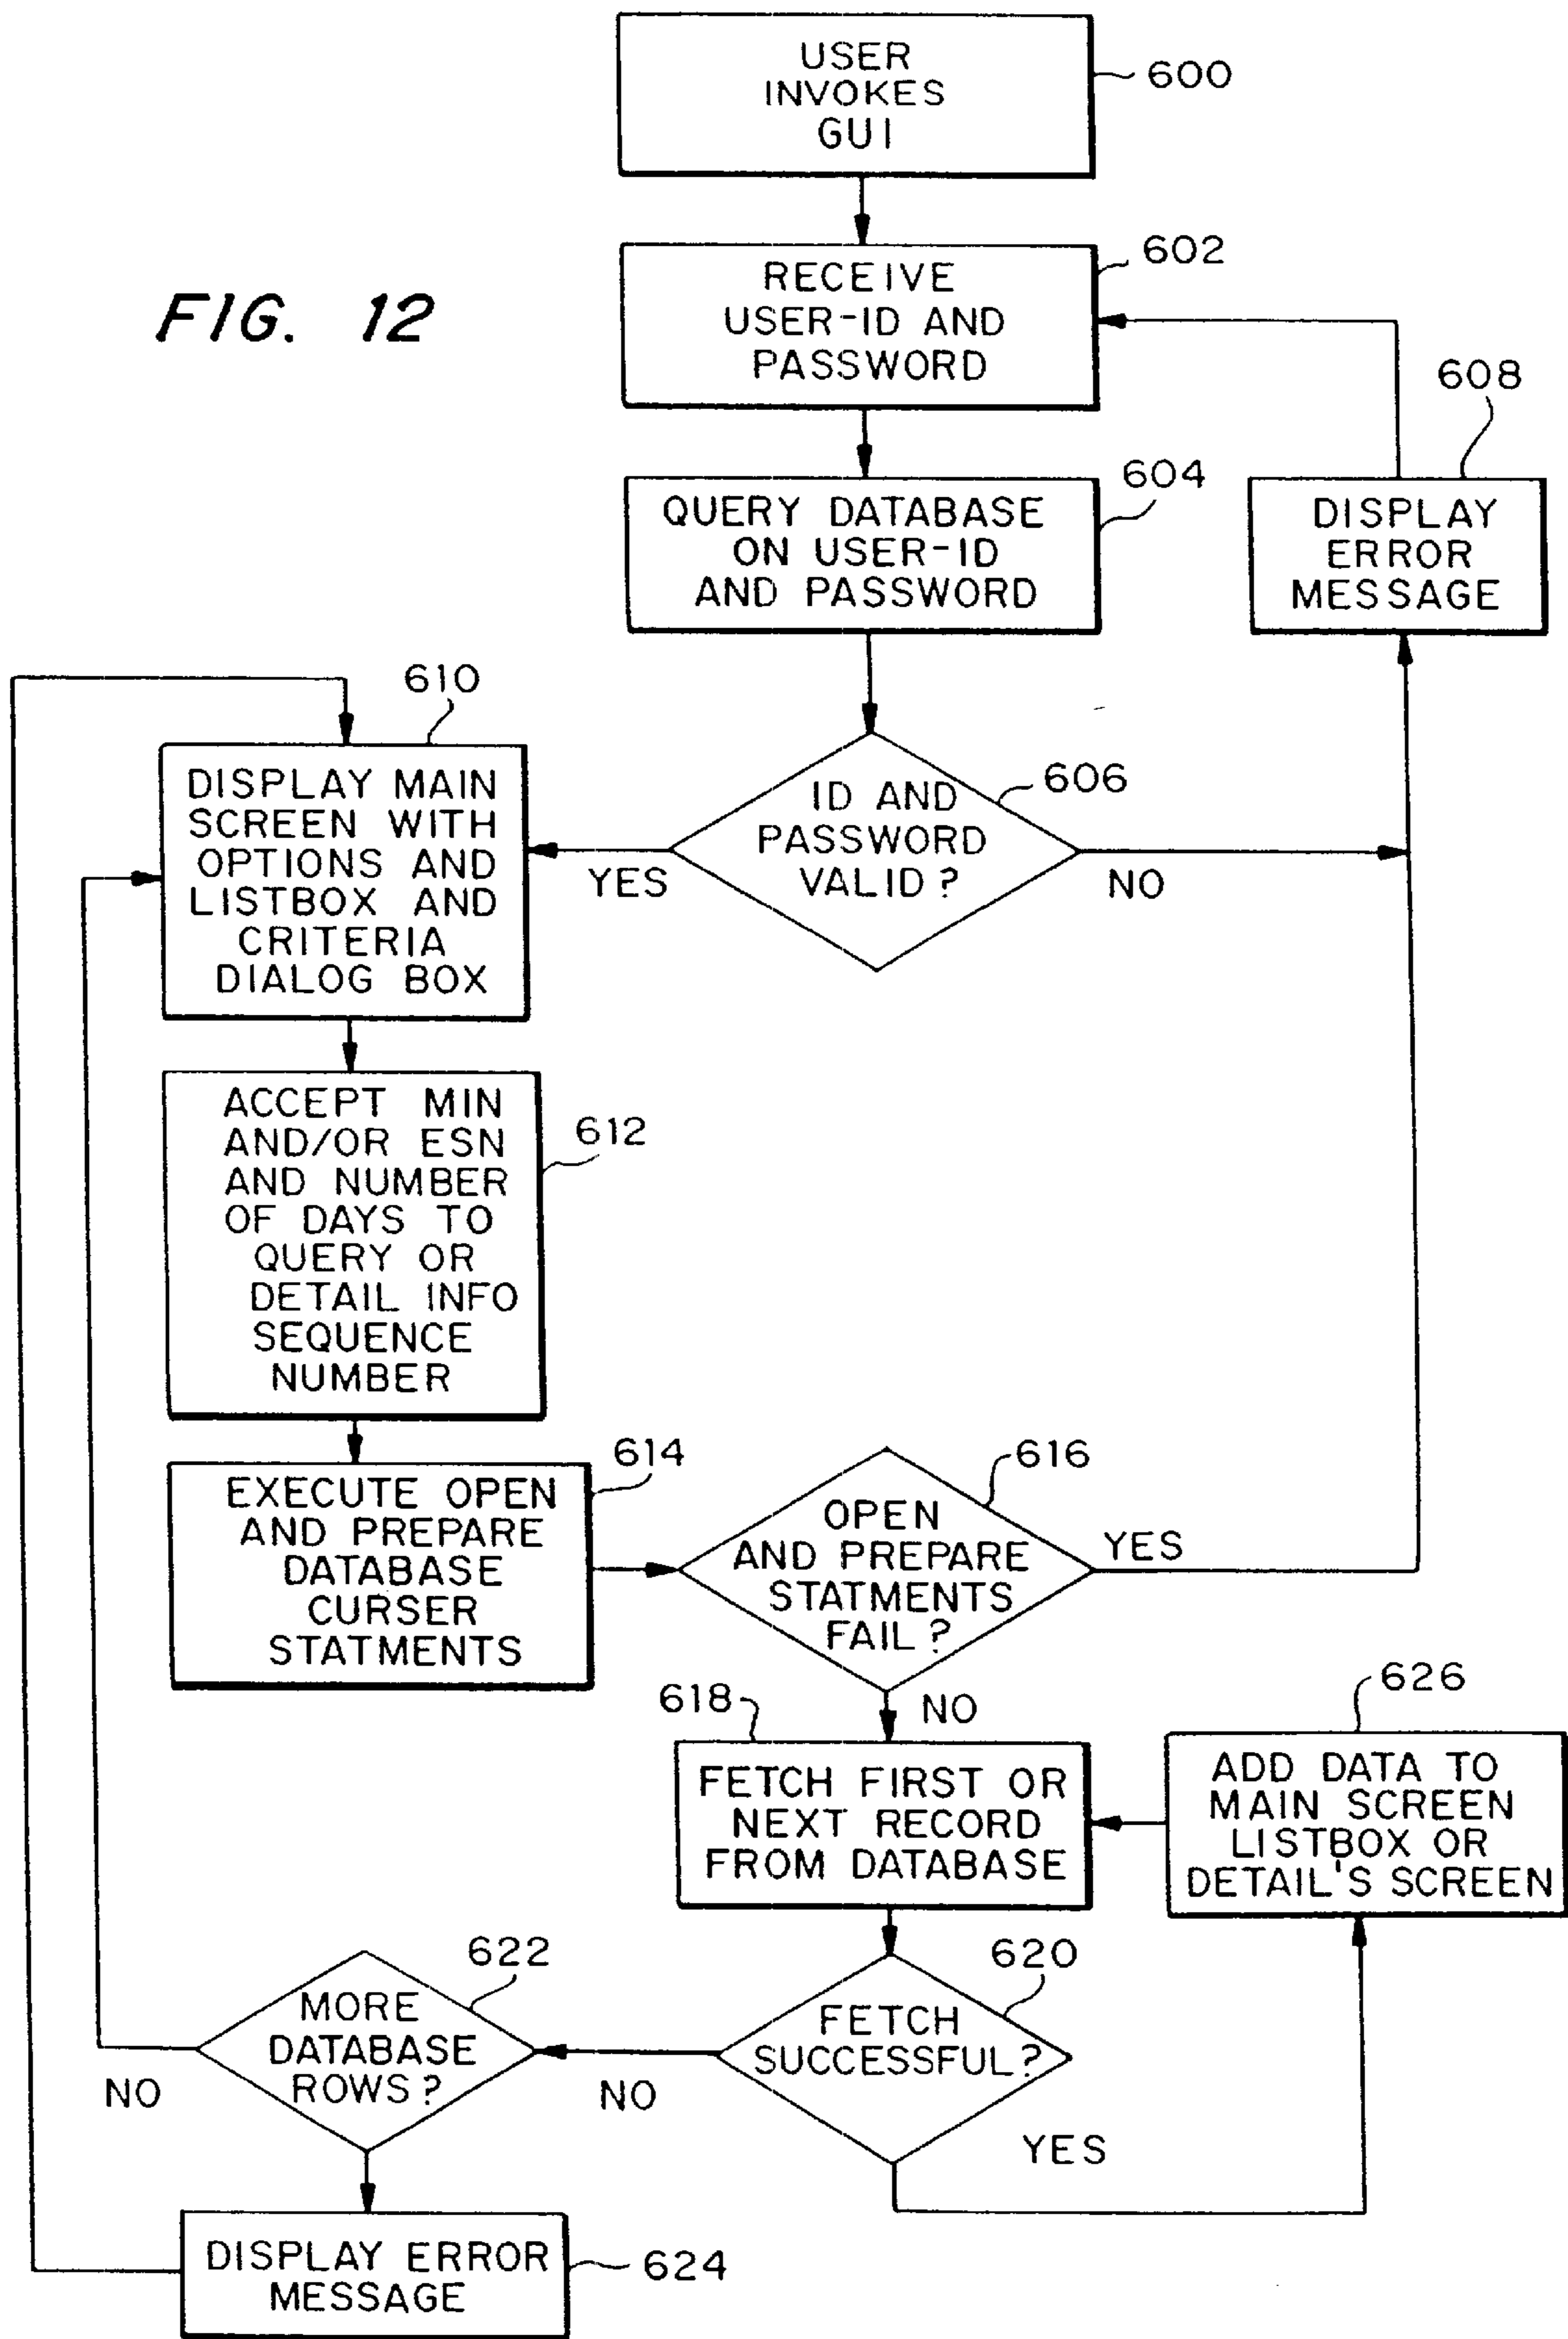 USER
INVOKES
GUI
600
FIG. 12
RECEIVE
USER-ID AND
PASSWORD
602
QUERY DATABASE
ON USER-ID
AND PASSWORD
604
DISPLAY
ERROR
MESSAGE
608
ID AND
PASSWORD
VALID?
606
YES
NO
610
DISPLAY MAIN
SCREEN WITH
OPTIONS AND
LISTBOX AND
CRITERIA
DIALOG BOX
ACCEPT MIN
AND/OR ESN
AND NUMBER
OF DAYS TO
QUERY OR
DETAIL INFO
SEQUENCE
NUMBER
612
EXECUTE OPEN
AND PREPARE
DATABASE
CURSER
STATMENTS
614
OPEN
AND PREPARE
STATMENTS
FAIL?
616
YES
NO
618
FETCH FIRST OR
NEXT RECORD
FROM DATABASE
626
ADD DATA TO
MAIN SCREEN
LISTBOX OR
DETAIL'S SCREEN
FETCH
SUCCESSFUL?
620
NO
YES
MORE
DATABASE
ROWS?
622
NO
DISPLAY ERROR
MESSAGE
624